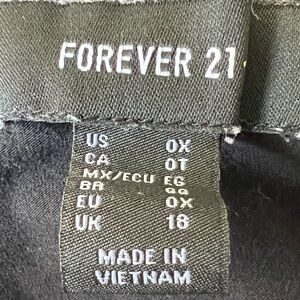 FOREVER 21
US 0X
CA 0T
MX/ECU EG
BR GG
EU 0X
UK 18
MADE IN
VIETNAM